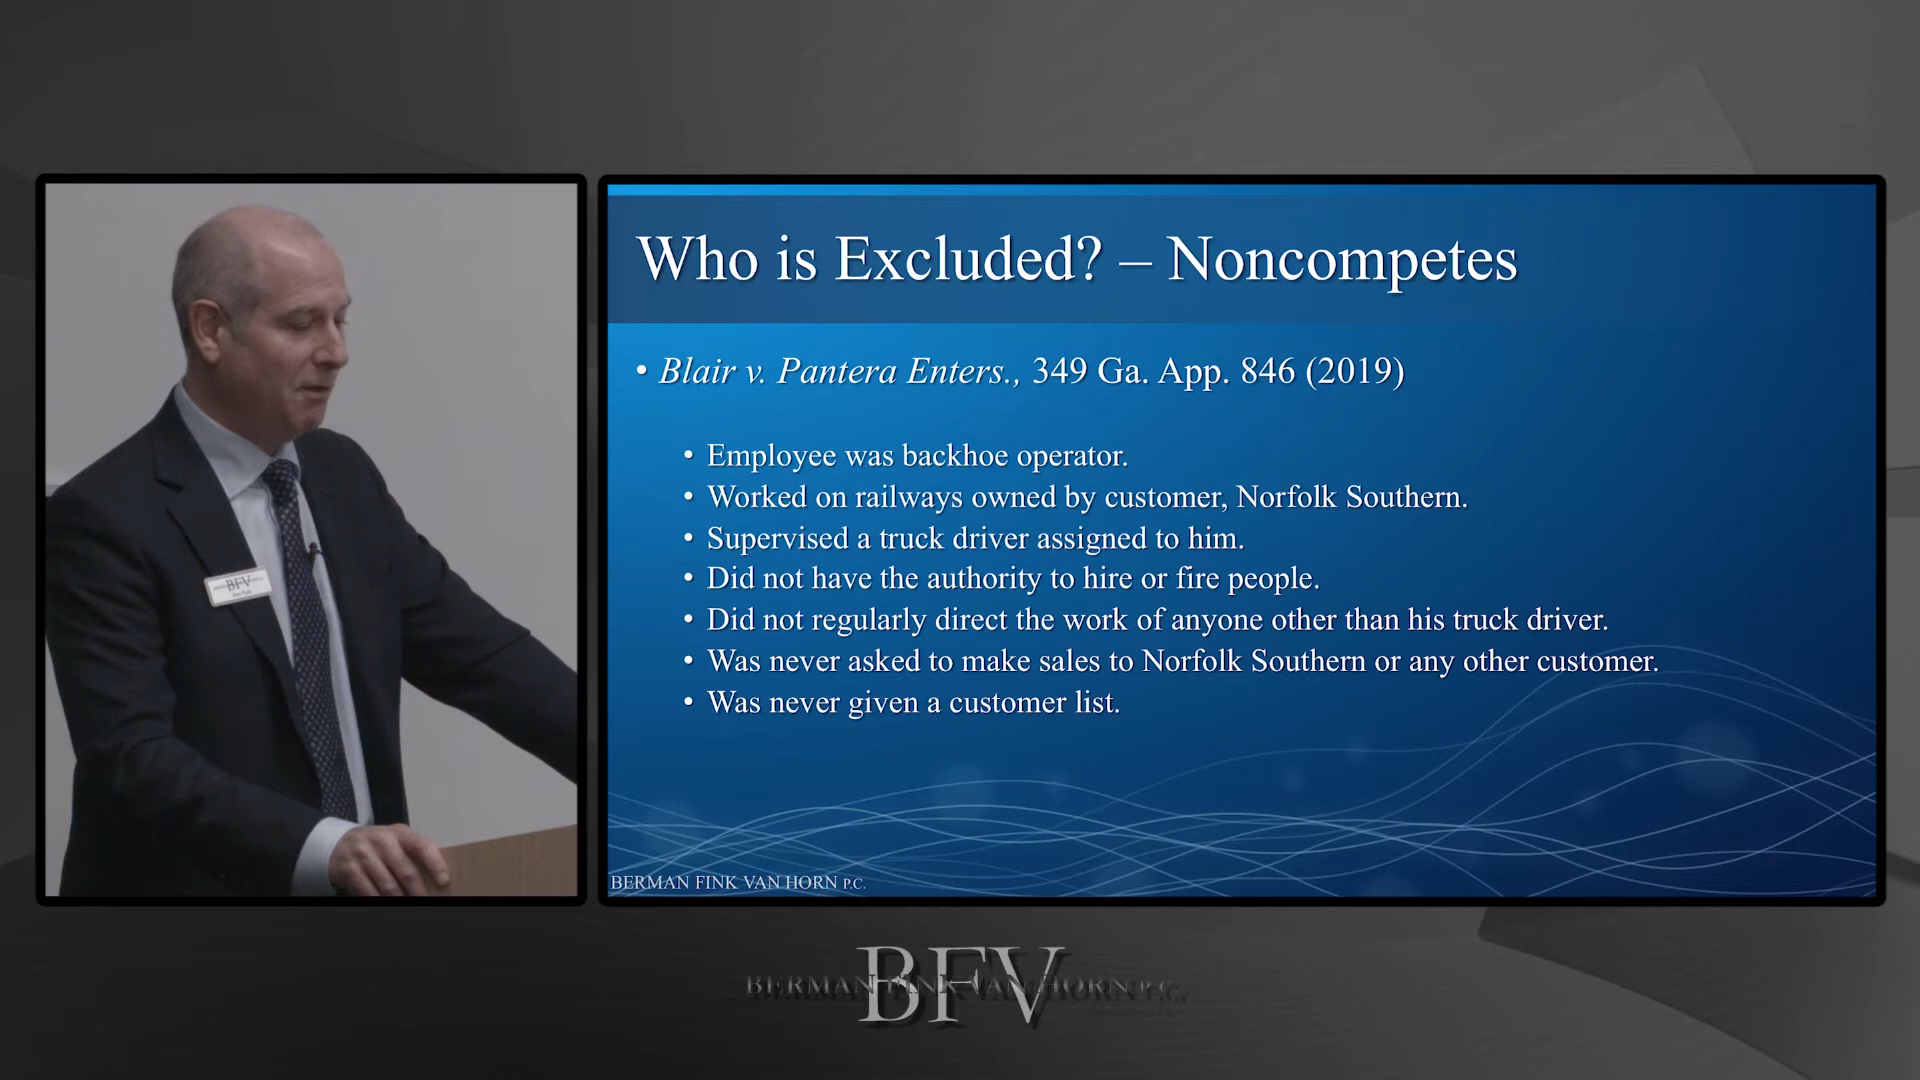 BFV
Who is Excluded? – Noncompetes
• Blair v. Pantera Enters., 349 Ga. App. 846 (2019)
• Employee was backhoe operator.
• Worked on railways owned by customer, Norfolk Southern.
• Supervised a truck driver assigned to him.
• Did not have the authority to hire or fire people.
• Did not regularly direct the work of anyone other than his truck driver.
• Was never asked to make sales to Norfolk Southern or any other customer.
• Was never given a customer list.
BERMAN FINK VAN HORN P.C.
BFV
BERMAN FINK VAN HORN P.C.